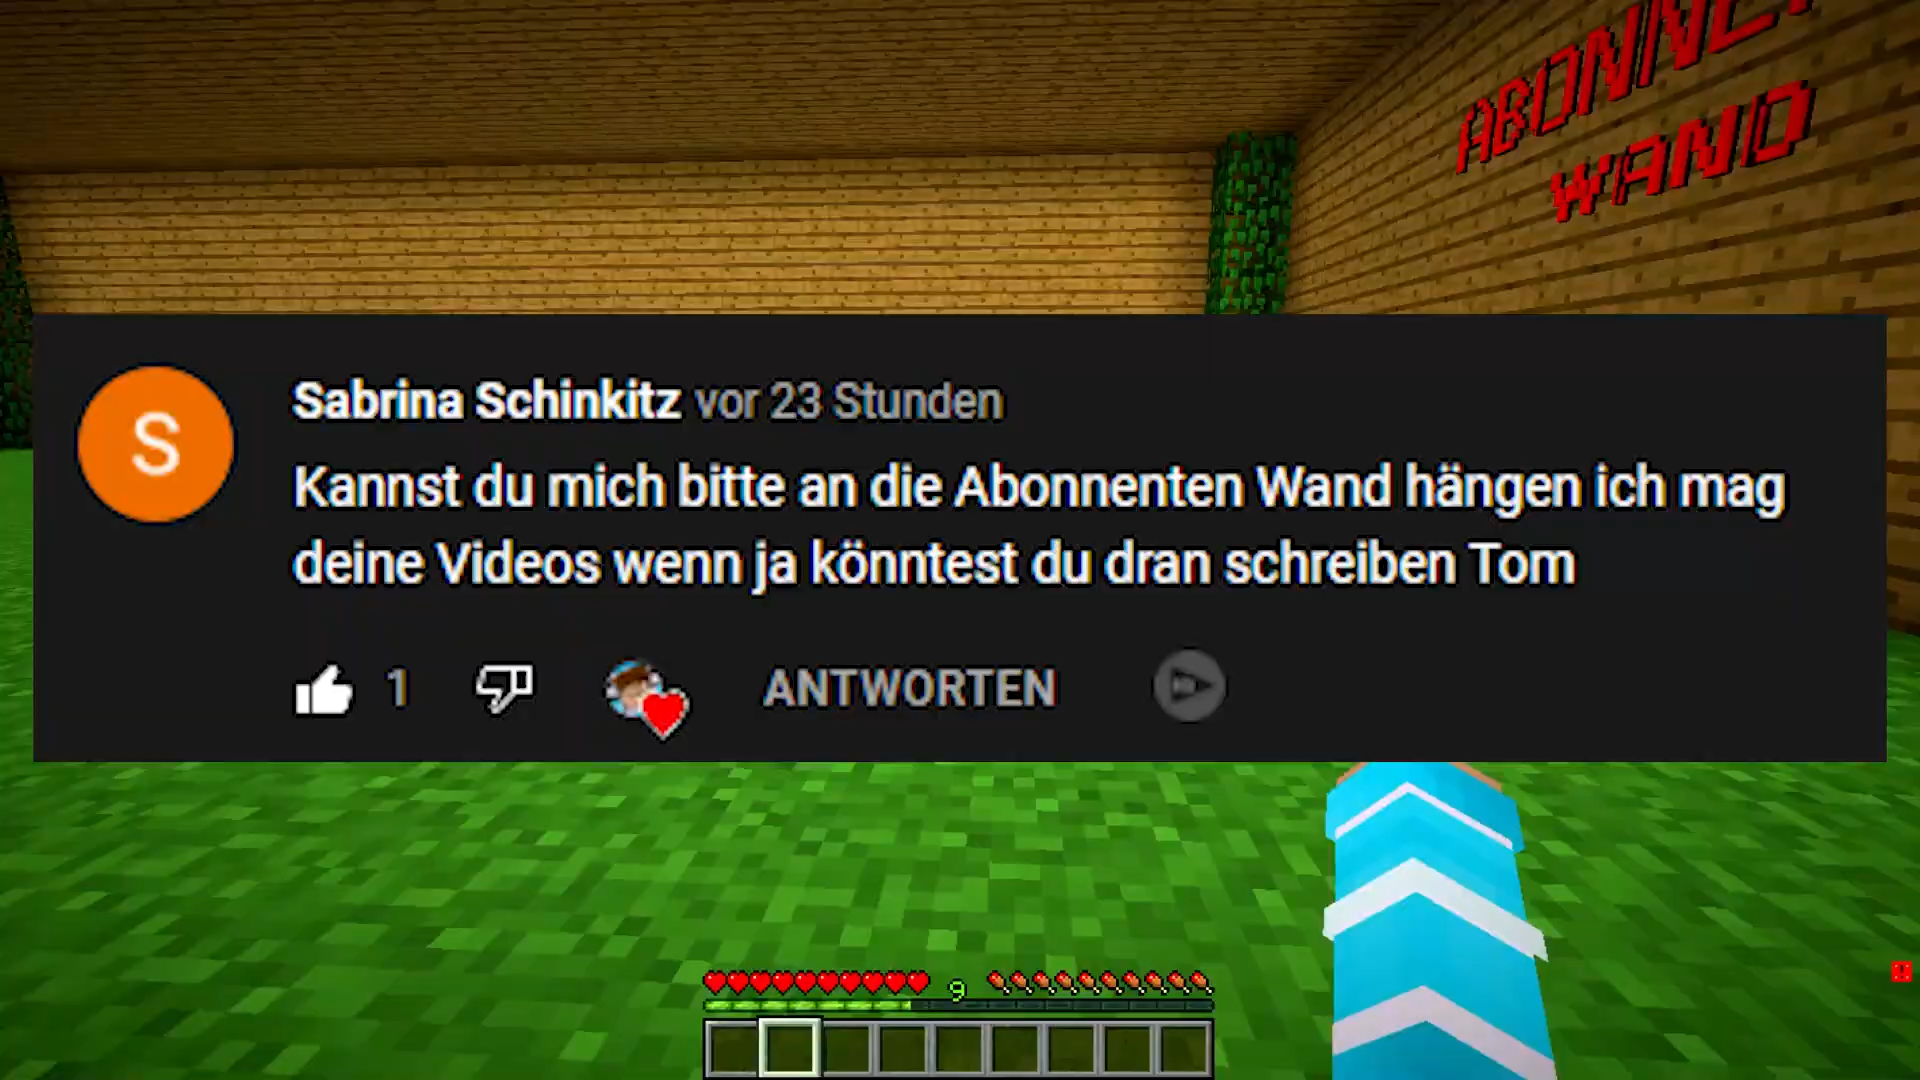 WAND
S
Sabrina Schinkitz vor 23 Stunden
Kannst du mich bitte an die Abonnenten Wand hängen ich mag
deine Videos wenn ja könntest du dran schreiben Tom
1
ANTWORTEN
9